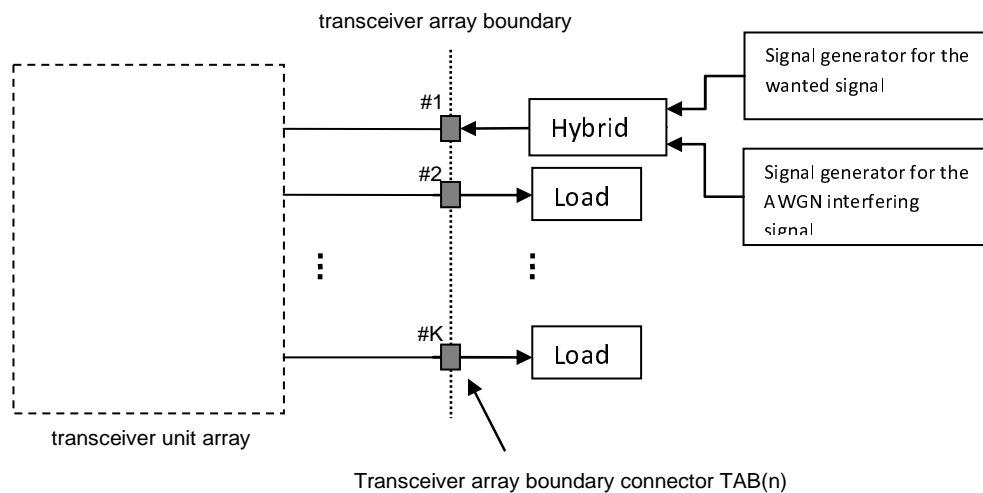 transceiver array boundary
Signal generator for the
wanted signal
#1
Hybrid
#2
Load
Signal generator for the
AWGN interfering
signal
...
...
#K
Load
transceiver unit array
Transceiver array boundary connector TAB(n)